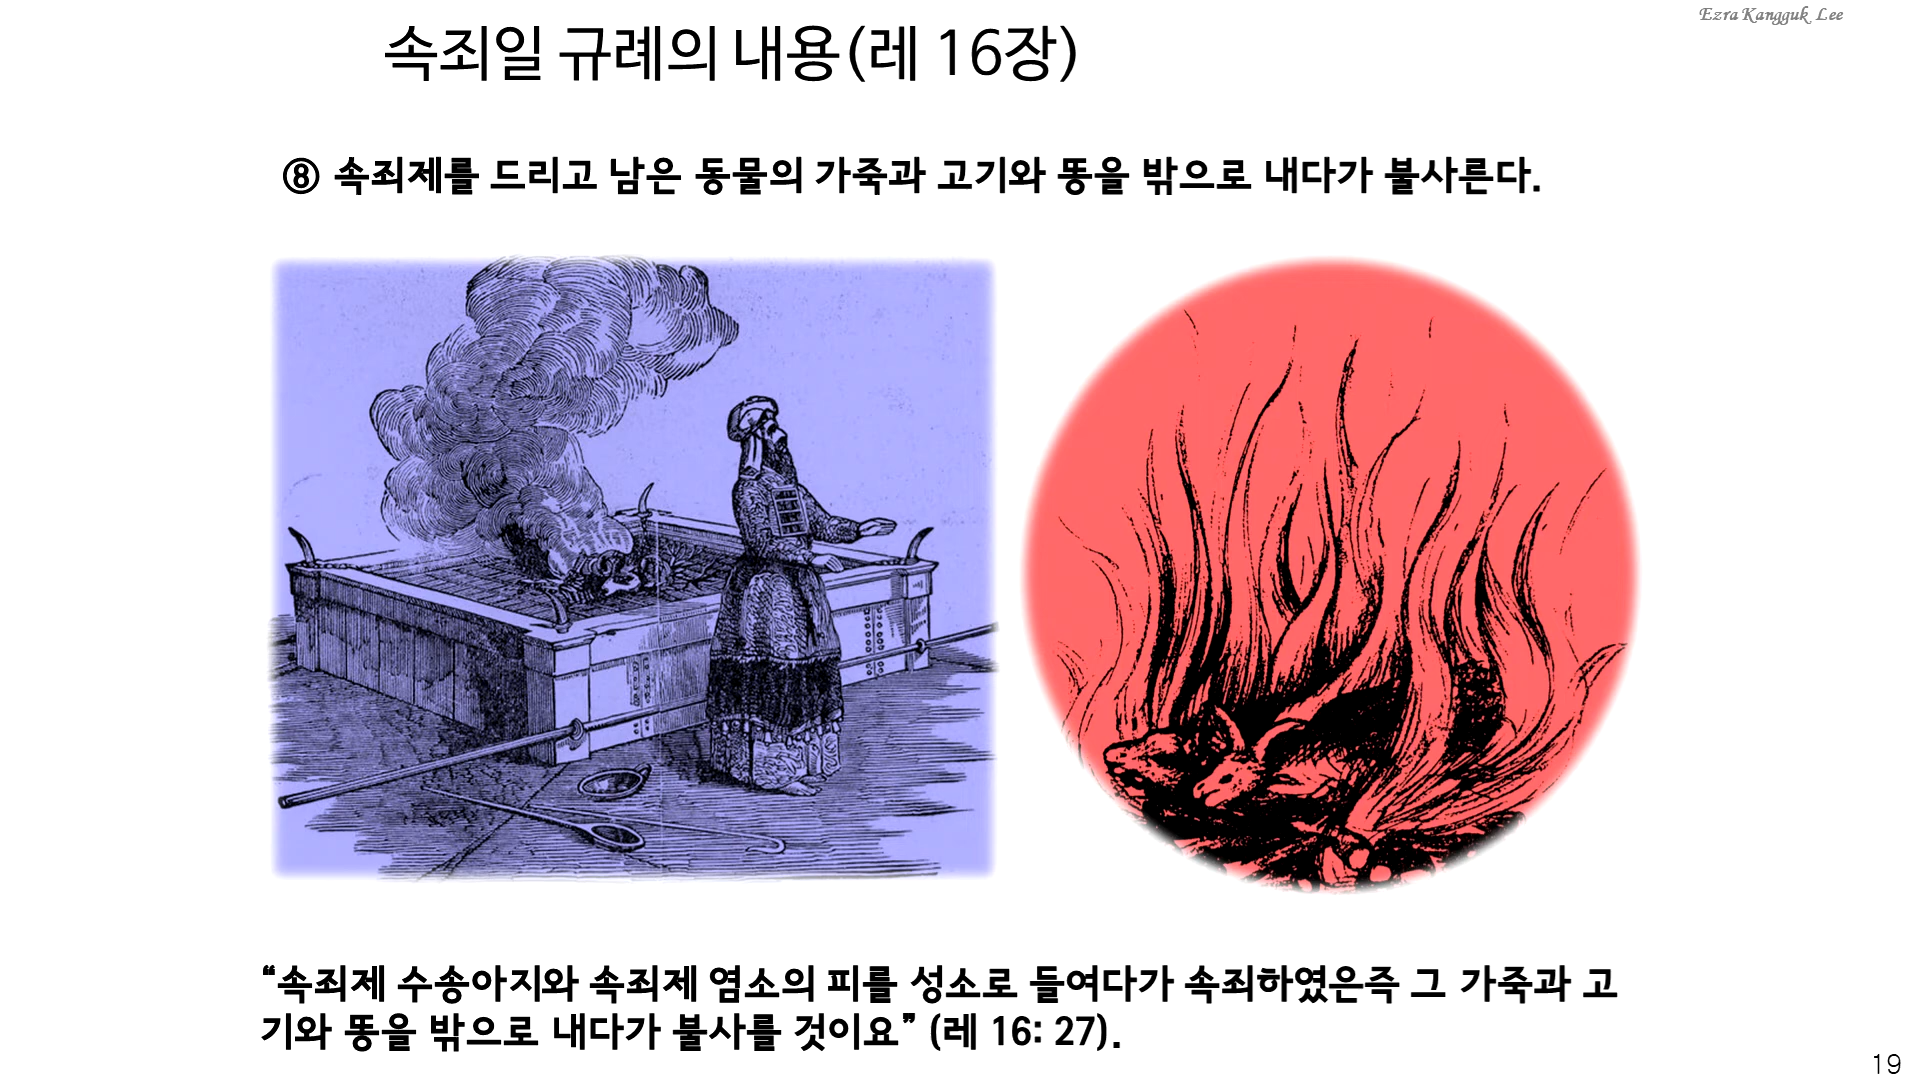 Ezra Kangguk Lee
속죄일 규례의 내용(레 16장)
⑧ 속죄제를 드리고 남은 동물의 가죽과 고기와 똥을 밖으로 내다가 불사른다.
“속죄제 수송아지와 속죄제 염소의 피를 성소로 들여다가 속죄하였은즉 그 가죽과 고
기와 똥을 밖으로 내다가 불사를 것이요” (레 16: 27).
19